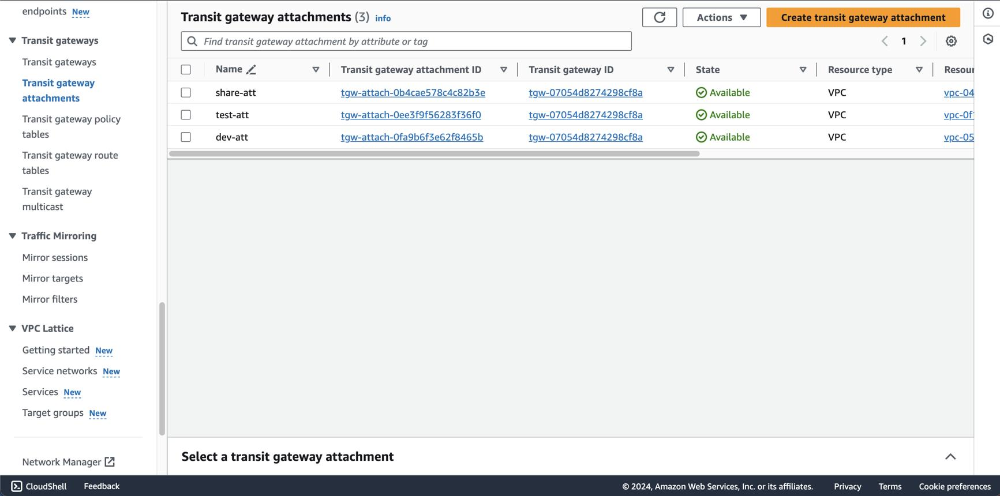 endpoints New
Transit gateways
Transit gateways
Transit gateway
attachments
Transit gateway policy
tables
Transit gateway route
tables
Transit gateway
multicast
Traffic Mirroring
Mirror sessions
Mirror targets
Mirror filters
VPC Lattice
Getting started New
Service networks New
Services New
Target groups New
Network Manager
Transit gateway attachments (3) info
Actions
Create transit gateway attachment
Find transit gateway attachment by attribute or tag
1
Name Transit gateway attachment ID Transit gateway ID State Resource type Resour
share-att tgw-attach-0b4cae578c4c82b3e tgw-07054d8274298cf8a Available VPC vpc-04
test-att tgw-attach-0ee3f9f56283f36f0 tgw-07054d8274298cf8a Available VPC vpc-0f
dev-att tgw-attach-0fa9b6f3e62f8465b tgw-07054d8274298cf8a Available VPC vpc-05
Select a transit gateway attachment
CloudShell Feedback © 2024, Amazon Web Services, Inc. or its affiliates. Privacy Terms Cookie preferences